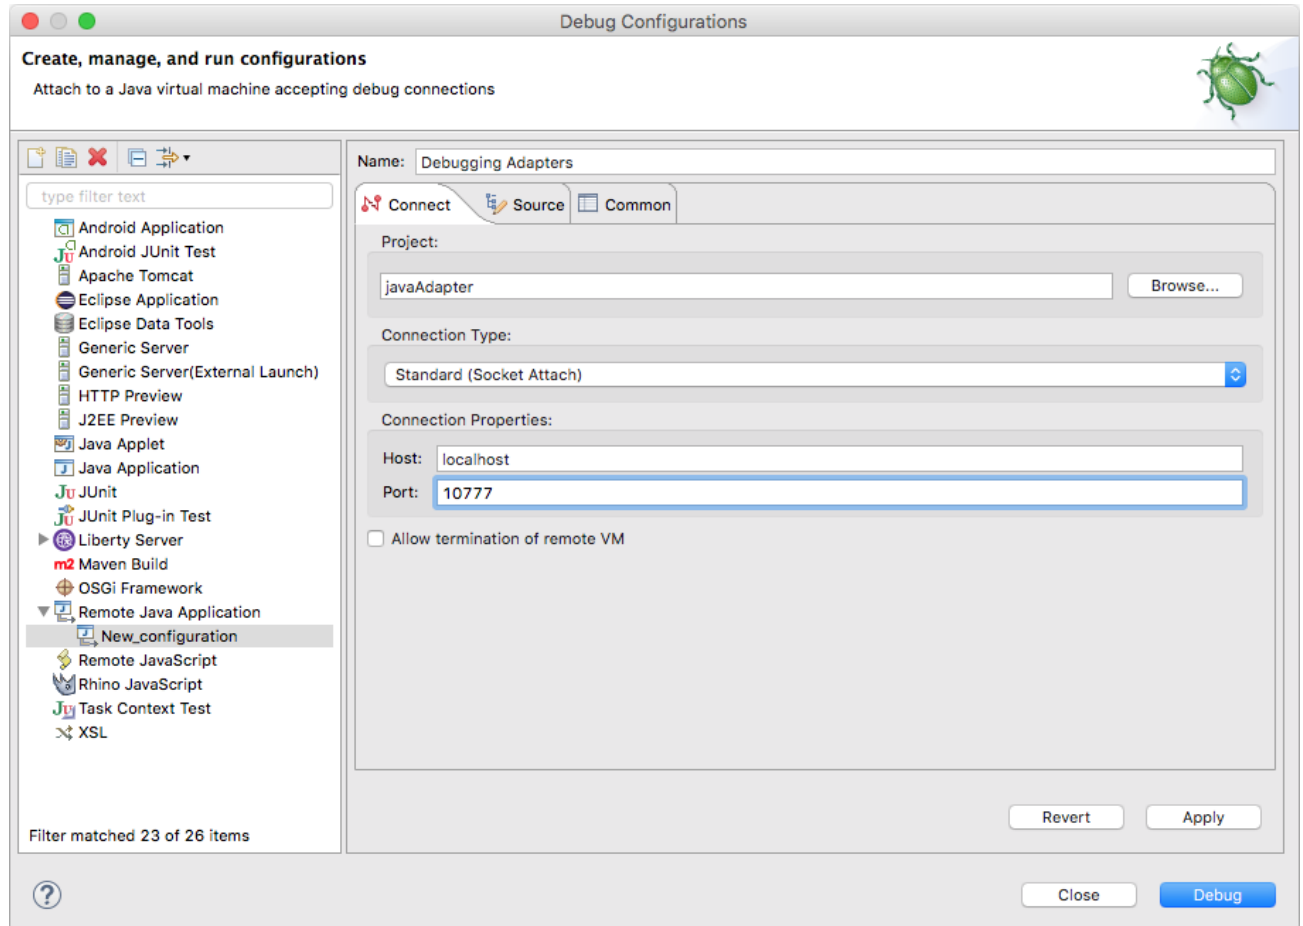 Debug Configurations
Create, manage, and run configurations
Attach to a Java virtual machine accepting debug connections
type filter text
Android Application
Android JUnit Test
Apache Tomcat
Eclipse Application
Eclipse Data Tools
Generic Server
Generic Server(External Launch)
HTTP Preview
J2EE Preview
Java Applet
Java Application
JUnit
JUnit Plug-in Test
Liberty Server
m2 Maven Build
OSGi Framework
Remote Java Application
New_configuration
Remote JavaScript
Rhino JavaScript
Task Context Test
XSL
Filter matched 23 of 26 items
Name: Debugging Adapters
Connect Source Common
Project:
javaAdapter Browse...
Connection Type:
Standard (Socket Attach)
Connection Properties:
Host: localhost
Port: 10777
Allow termination of remote VM
Revert Apply
? Close Debug